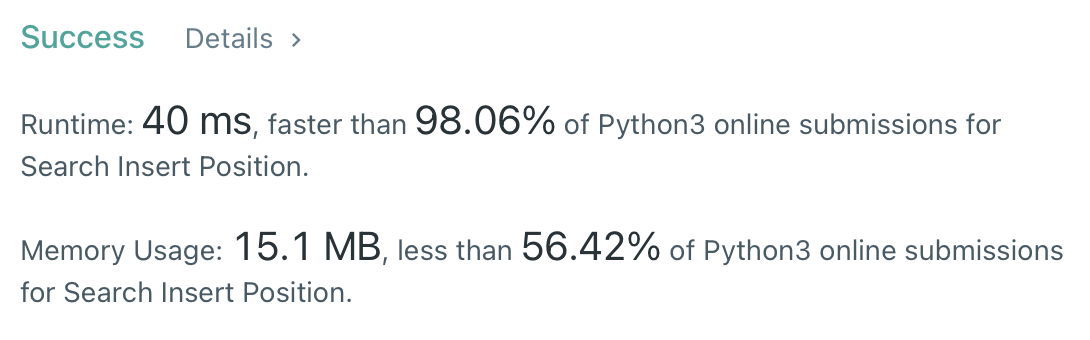 Success Details >
Runtime: 40 ms, faster than 98.06% of Python3 online submissions for
Search Insert Position.
Memory Usage: 15.1 MB, less than 56.42% of Python3 online submissions
for Search Insert Position.